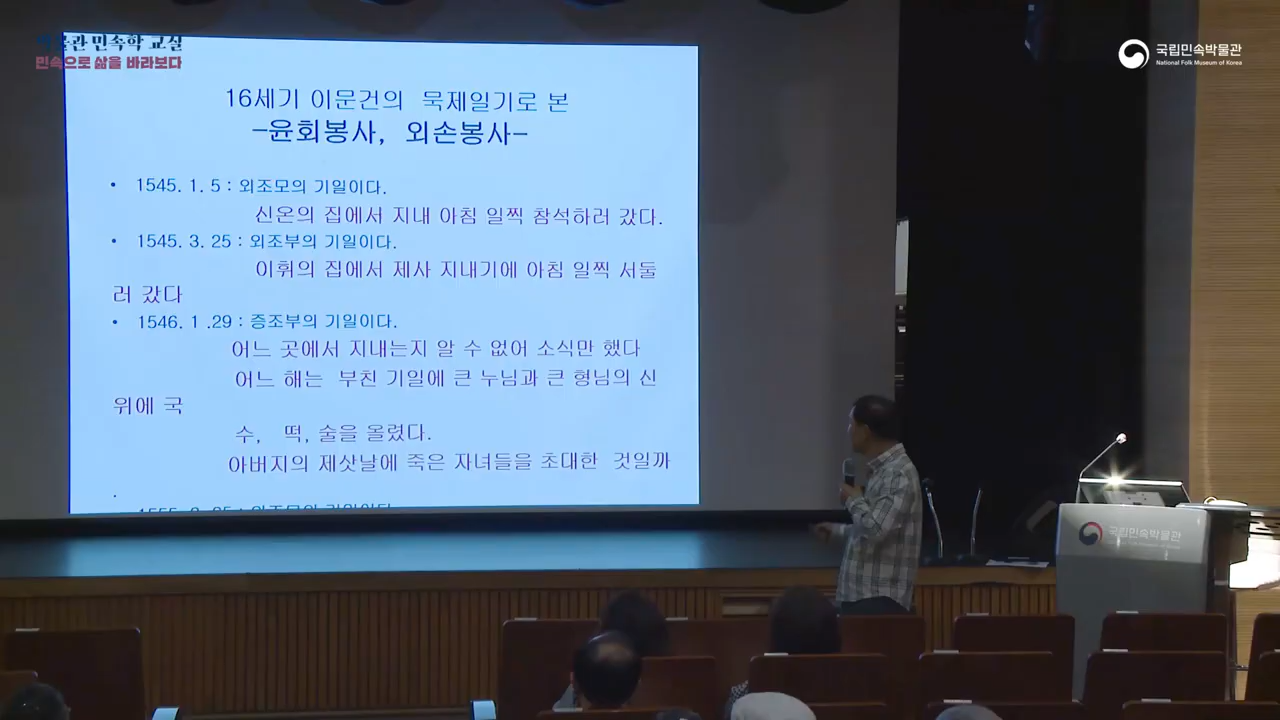 박물관 민속학 교실
민속으로 삶을 바라보다
국립민속박물관
National Folk Museum of Korea
16세기 이문건의 묵제일기로 본
-윤회봉사, 외손봉사-
• 1545. 1. 5 : 외조모의 기일이다.
신온의 집에서 지내 아침 일찍 참석하러 갔다.
• 1545. 3. 25 : 외조부의 기일이다.
이휘의 집에서 제사 지내기에 아침 일찍 서둘
러 갔다
• 1546. 1 .29 : 증조부의 기일이다.
어느 곳에서 지내는지 알 수 없어 소식만 했다
어느 해는 부친 기일에 큰 누님과 큰 형님의 신
위에 국
수, 떡, 술을 올렸다.
아버지의 제삿날에 죽은 자녀들을 초대한 것일까
.
국립민속박물관